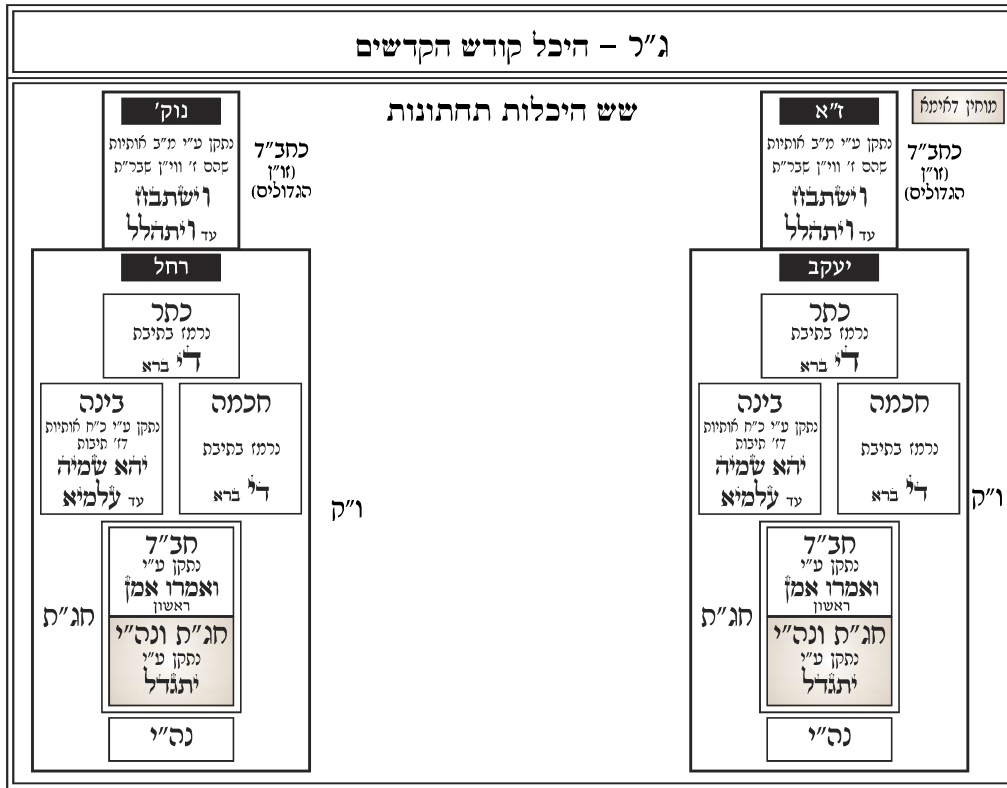 ג״ר – היכל קודש הקדשים
מוחין דאימא
שש היכלות תחתונות
ז״א
נתקן ע״י מ״ב אותיות
שהם ז׳ ווי״ן שבר״ת
וישתבח
עד ויתהלל
כחב״ד
(זו״ן
הגדולים)
יעקב
כתר
נרמז בתיבת
די ברא
חכמה
נרמז בתיבת
די ברא
בינה
נתקן ע״י כ״ח אותיות
דז׳ תיבות
יהא שמיה
עד עלמיא
ו״ק
חב״ד
נתקן ע״י
ואמרו אמן
ראשון
חג״ת ונה״י
נתקן ע״י
יתגדל
חג״ת
נה״י
נוק׳
נתקן ע״י מ״ב אותיות
שהם ז׳ ווי״ן שבר״ת
וישתבח
עד ויתהלל
כחב״ד
(זו״ן
הגדולים)
רחל
כתר
נרמז בתיבת
די ברא
חכמה
נרמז בתיבת
די ברא
בינה
נתקן ע״י כ״ח אותיות
דז׳ תיבות
יהא שמיה
עד עלמיא
ו״ק
חב״ד
נתקן ע״י
ואמרו אמן
ראשון
חג״ת ונה״י
נתקן ע״י
יתגדל
חג״ת
נה״י